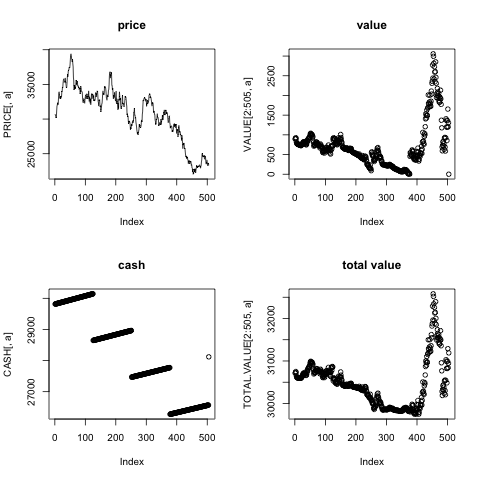 price
PRICE[, a]
25000
35000
0 100 200 300 400 500
Index
value
VALUE[2:505, a]
0 500 1500 2500
0 100 200 300 400 500
Index
cash
CASH[, a]
27000 29000
0 100 200 300 400 500
Index
total value
TOTAL.VALUE[2:505, a]
30000 31000 32000
0 100 200 300 400 500
Index